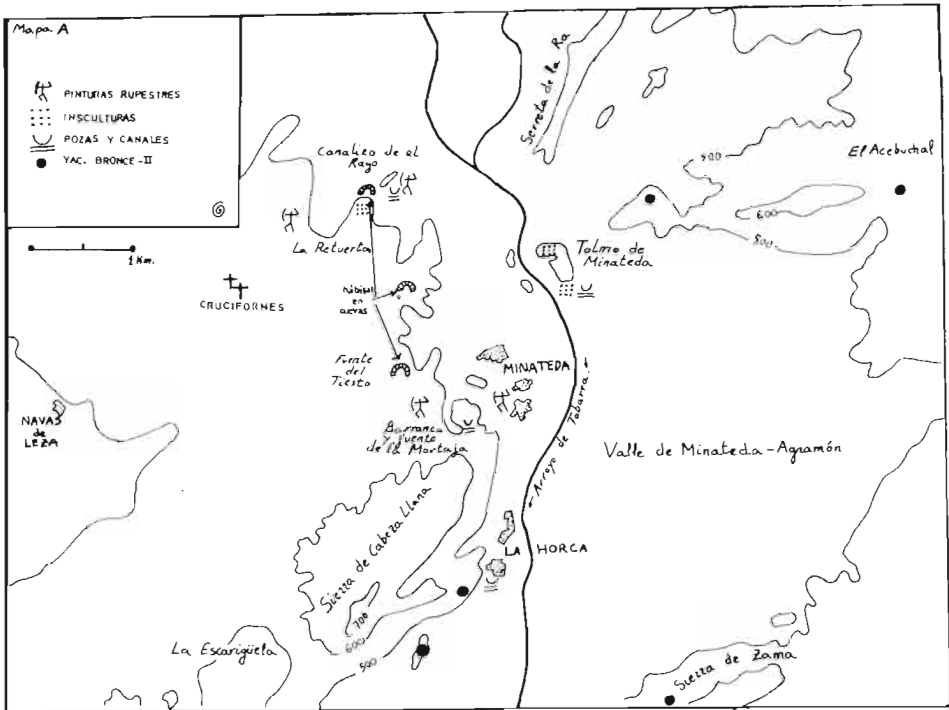 Mapa A
PINTURAS RUPESTRES
INSCULTURAS
POZAS Y CANALES
YAC. BRONCE-II
1 Km.
Serreta de la Ra
El Acebuchal
500
600
500
Canalizo de el
Rayo
La Retuerta
Tolmo de
Minateda
CRUCIFORMES
en
cuevas
Fuente
del
Tiesto
MINATEDA
NAVAS
de
LEZA
Barranco
y fuente
de la Mortaja
Arroyo de Tobarra
Valle de Minateda-Agramón
Sierra de Cabeza Llana
LA HORCA
700
600
500
La Escarigüela
Sierra de Zama